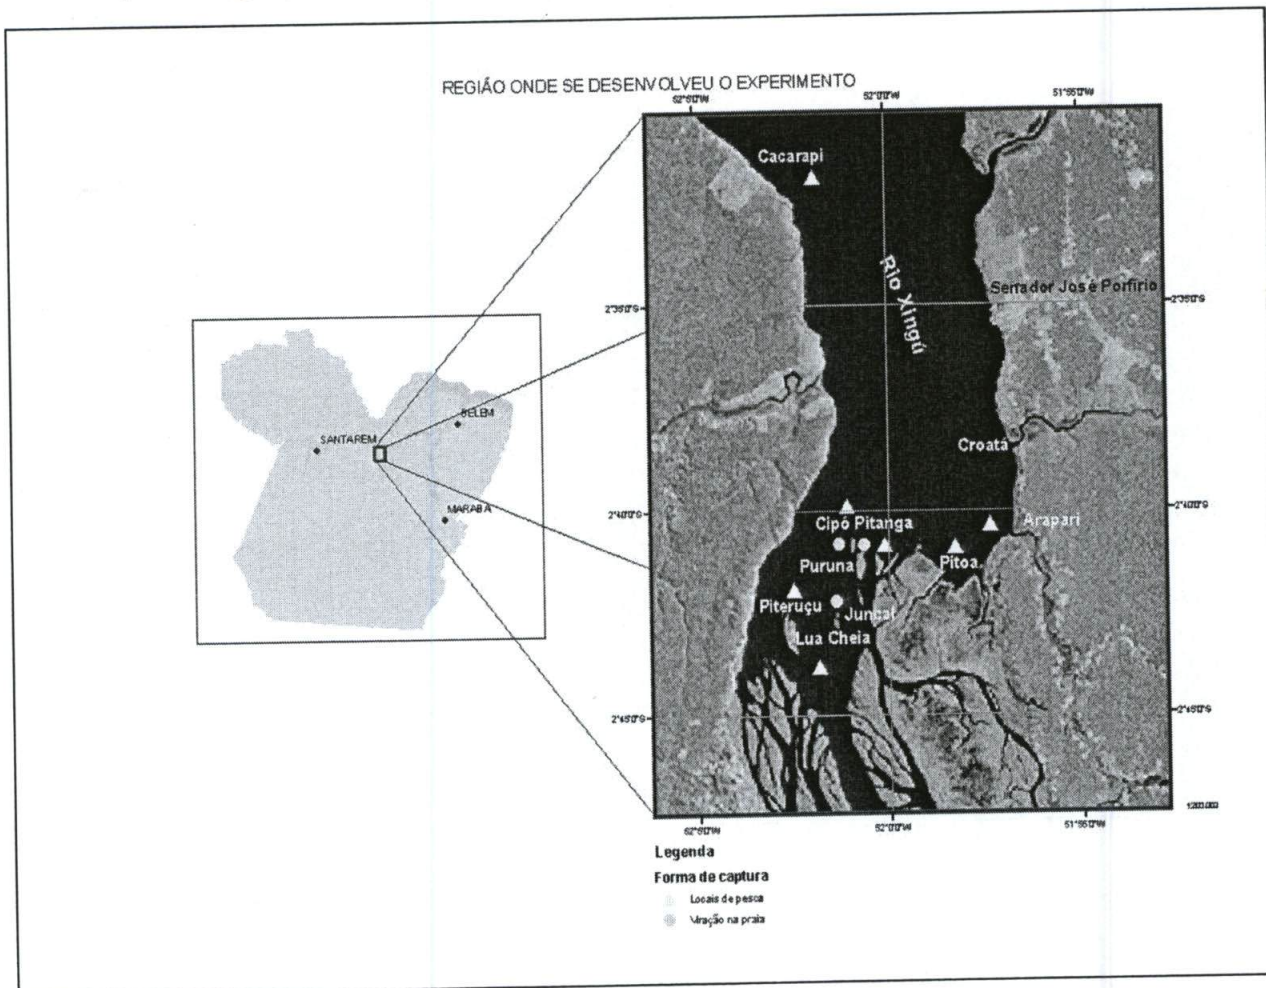 REGIÃO ONDE SE DESENVOLVEU O EXPERIMENTO
52°5'0"W 52°0'0"W 51°55'0"W
Cacarapi
Rio Xingú
Senador José Porfírio
2°35'0"S 2°35'0"S
BELEM
SANTAREM
MARABA
Croatá
2°40'0"S 2°40'0"S
Cipó Pitanga
Arapari
Puruna
Pitoa
Piteruçu
Juncal
Lua Cheia
2°45'0"S 2°45'0"S
52°5'0"W 52°0'0"W 51°55'0"W
Legenda
Forma de captura
Locais de pesca
Viração na praia